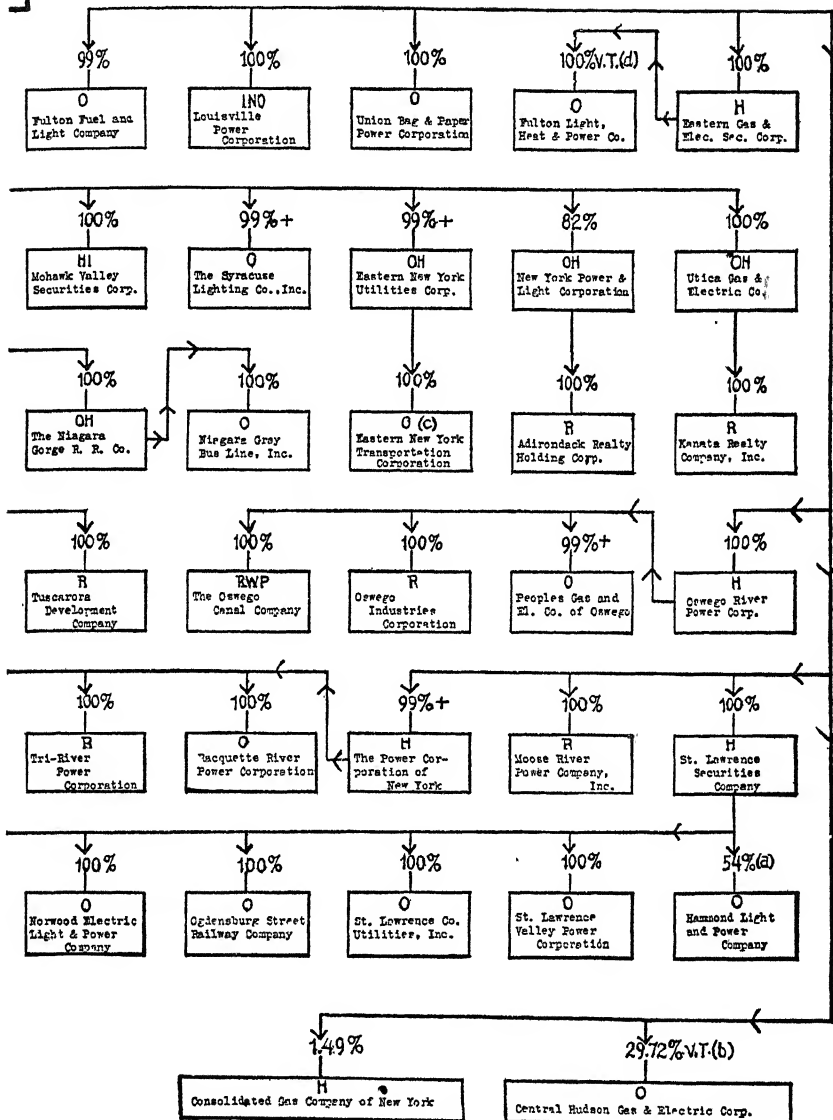 99%
100%
100%
100% V.T.(d)
100%
O
Fulton Fuel and
Light Company
INO
Louisville
Power
Corporation
O
Union Bag & Paper
Power Corporation
O
Fulton Light,
Heat & Power Co.
H
Eastern Gas &
Elec. Sec. Corp.
100%
99%+
99%+
82%
100%
HI
Mohawk Valley
Securities Corp.
O
The Syracuse
Lighting Co., Inc.
OH
Eastern New York
Utilities Corp.
OH
New York Power &
Light Corporation
OH
Utica Gas &
Electric Co.
100%
100%
100%
100%
100%
OH
The Niagara
Gorge R. R. Co.
O
Niagara Gray
Bus Line, Inc.
O (c)
Eastern New York
Transportation
Corporation
R
Adirondack Realty
Holding Corp.
R
Kanata Realty
Company, Inc.
100%
100%
100%
99%+
100%
R
Tuscarora
Development
Company
RWP
The Oswego
Canal Company
R
Oswego
Industries
Corporation
O
Peoples Gas and
El. Co. of Oswego
H
Oswego River
Power Corp.
100%
100%
99%+
100%
100%
R
Tri-River
Power
Corporation
O
Racquette River
Power Corporation
H
The Power Cor-
poration of
New York
R
Moose River
Power Company,
Inc.
H
St. Lawrence
Securities
Company
100%
100%
100%
100%
54%(a)
O
Norwood Electric
Light & Power
Company
O
Ogdensburg Street
Railway Company
O
St. Lawrence Co.
Utilities, Inc.
O
St. Lawrence
Valley Power
Corporation
O
Hammond Light
and Power
Company
1.49%
29.72% V.T.(b)
H
Consolidated Gas Company of New York
O
Central Hudson Gas & Electric Corp.